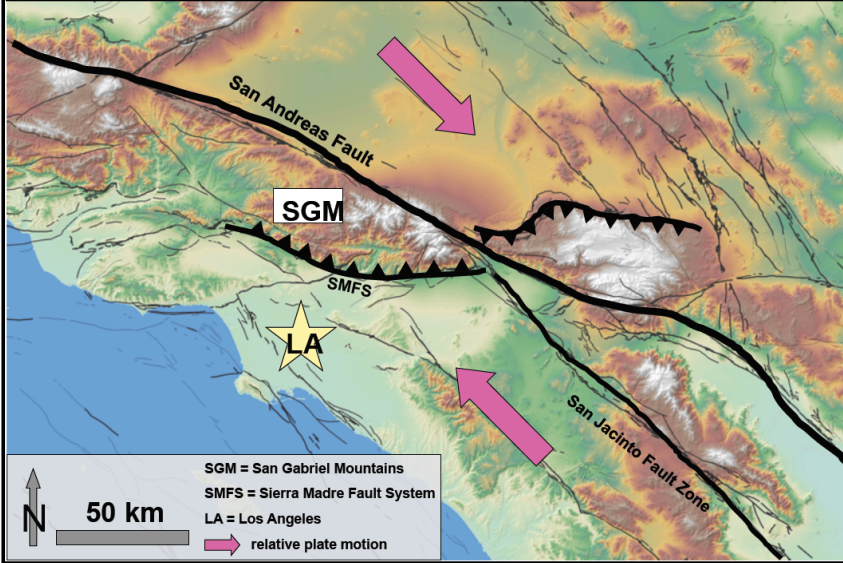 San Andreas Fault
SGM
SMFS
LA
San Jacinto Fault Zone
N
50 km
SGM = San Gabriel Mountains
SMFS = Sierra Madre Fault System
LA = Los Angeles
relative plate motion